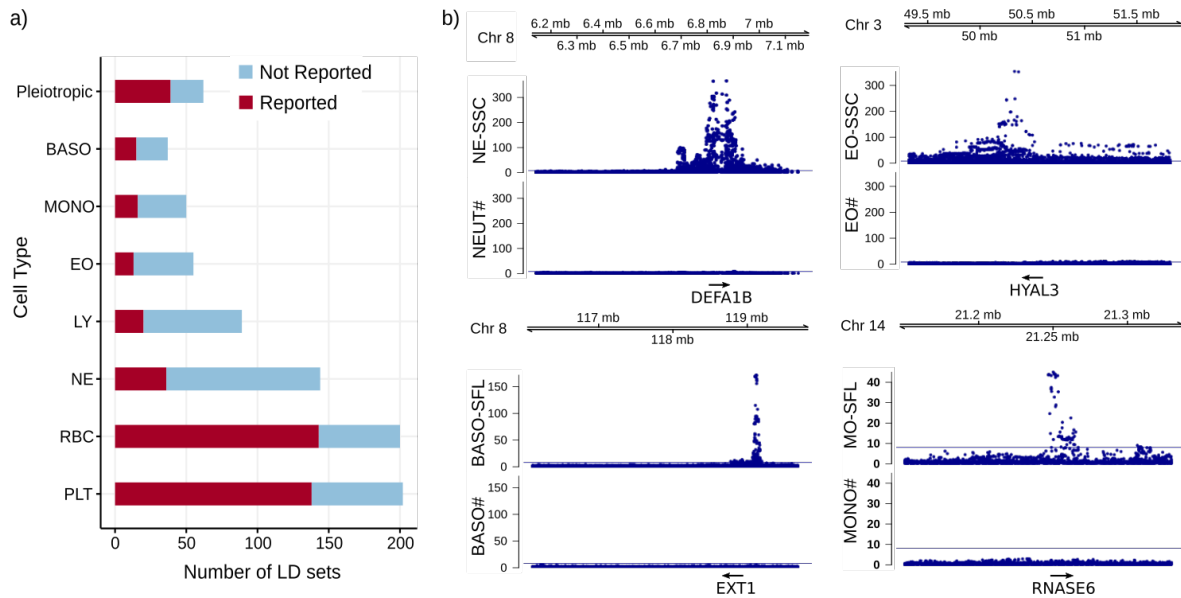 a)
Not Reported
Reported
Cell Type
Pleiotropic
BASO
MONO
EO
LY
NE
RBC
PLT
0 50 100 150 200
Number of LD sets
b)
Chr 8
6.2 mb 6.4 mb 6.6 mb 6.8 mb 7 mb
6.3 mb 6.5 mb 6.7 mb 6.9 mb 7.1 mb
NE-SSC
300
200
100
0
NEUT#
300
200
100
0
DEFA1B
Chr 3
49.5 mb 50.5 mb 51.5 mb
50 mb 51 mb
EO-SSC
300
200
100
0
EO#
300
200
100
0
HYAL3
Chr 8
117 mb 119 mb
118 mb
BASO-SFL
150
100
50
0
BASO#
150
100
50
0
EXT1
Chr 14
21.2 mb 21.3 mb
21.25 mb
MO-SFL
40
30
20
10
0
MONO#
40
30
20
10
0
RNASE6